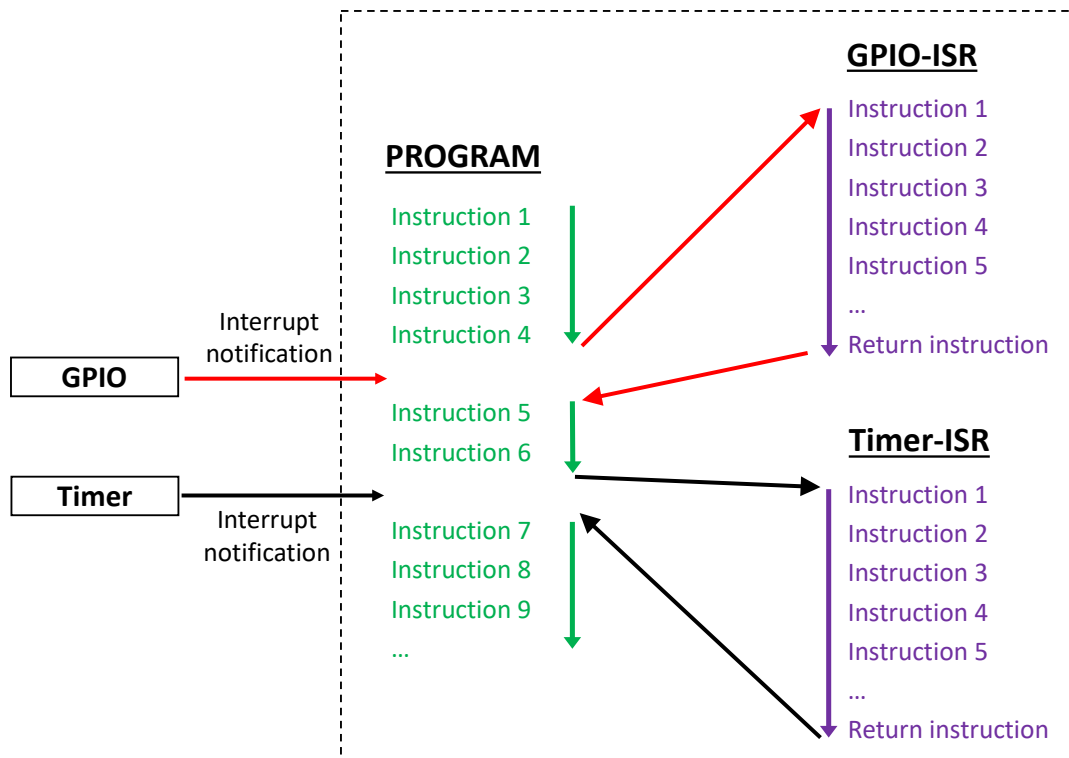 PROGRAM
Instruction 1
Instruction 2
Instruction 3
Instruction 4
Interrupt
notification
GPIO
Instruction 5
Instruction 6
Timer
Interrupt
notification
Instruction 7
Instruction 8
Instruction 9
...
GPIO-ISR
Instruction 1
Instruction 2
Instruction 3
Instruction 4
Instruction 5
...
Return instruction
Timer-ISR
Instruction 1
Instruction 2
Instruction 3
Instruction 4
Instruction 5
...
Return instruction